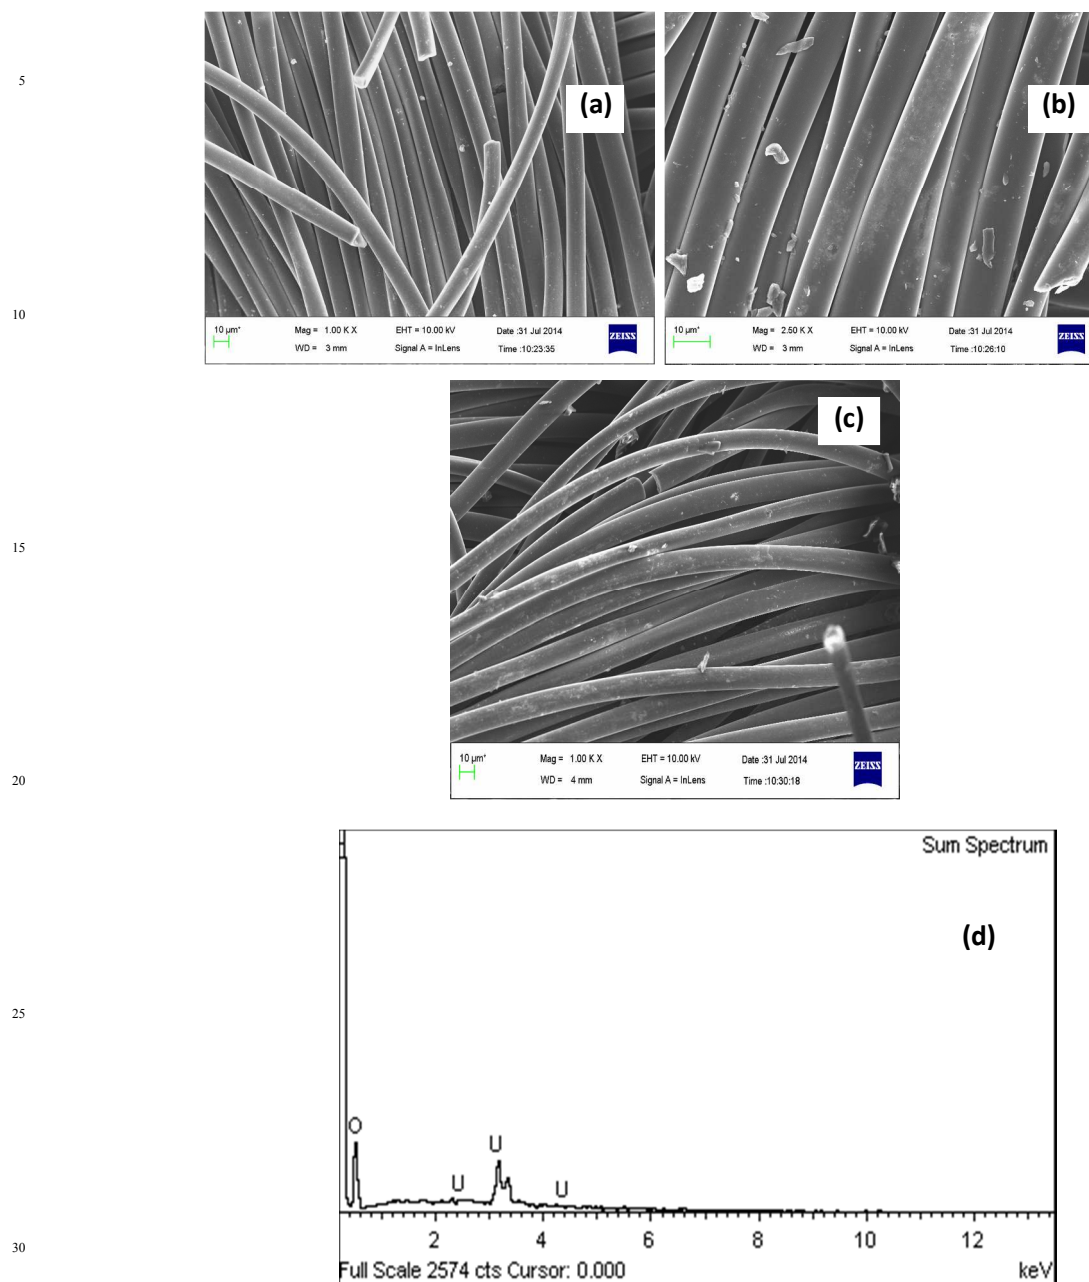 5
(a)
(b)
10
10 µm*
Mag = 1.00 K X
EHT = 10.00 kV
Date :31 Jul 2014
WD = 3 mm
Signal A = InLens
Time :10:23:35
ZEISS
10 µm*
Mag = 2.50 K X
EHT = 10.00 kV
Date :31 Jul 2014
WD = 3 mm
Signal A = InLens
Time :10:26:10
ZEISS
(c)
15
10 µm*
Mag = 1.00 K X
EHT = 10.00 kV
Date :31 Jul 2014
WD = 4 mm
Signal A = InLens
Time :10:30:18
ZEISS
20
Sum Spectrum
(d)
25
O
U
U
U
2 4 6 8 10 12
30
Full Scale 2574 cts Cursor: 0.000 keV